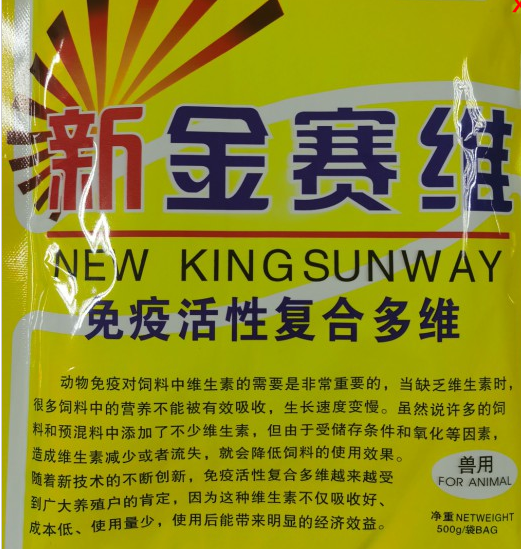 新金赛维
NEW KINGSUNWAY
免疫活性复合多维
动物免疫对饲料中维生素的需要是非常重要的，当缺乏维生素时，
很多饲料中的营养不能被有效吸收，生长速度变慢。虽然说许多的饲
料和预混料中添加了不少维生素，但由于受储存条件和氧化等因素，
造成维生素减少或者流失，就会降低饲料的使用效果。
随着新技术的不断创新，免疫活性复合多维越来越受
到广大养殖户的肯定，因为这种维生素不仅吸收好、
成本低、使用量少，使用后能带来明显的经济效益。
兽用
FOR ANIMAL
净重NETWEIGHT
500g/袋BAG